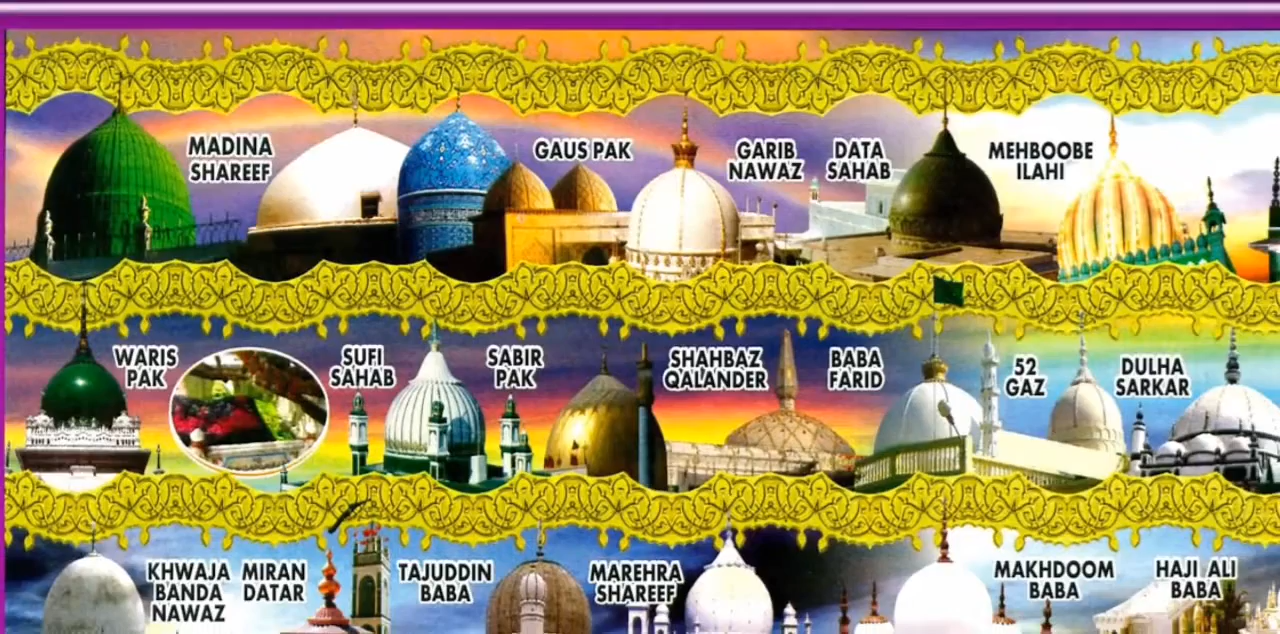 MADINA
SHAREEF
GAUS PAK
GARIB
NAWAZ
DATA
SAHAB
MEHBOOBE
ILAHI
WARIS
PAK
SUFI
SAHAB
SABIR
PAK
SHAHBAZ
QALANDER
BABA
FARID
52
GAZ
DULHA
SARKAR
KHWAJA
BANDA
NAWAZ
MIRAN
DATAR
TAJUDDIN
BABA
MAREHRA
SHAREEF
MAKHDOOM
BABA
HAJI ALI
BABA